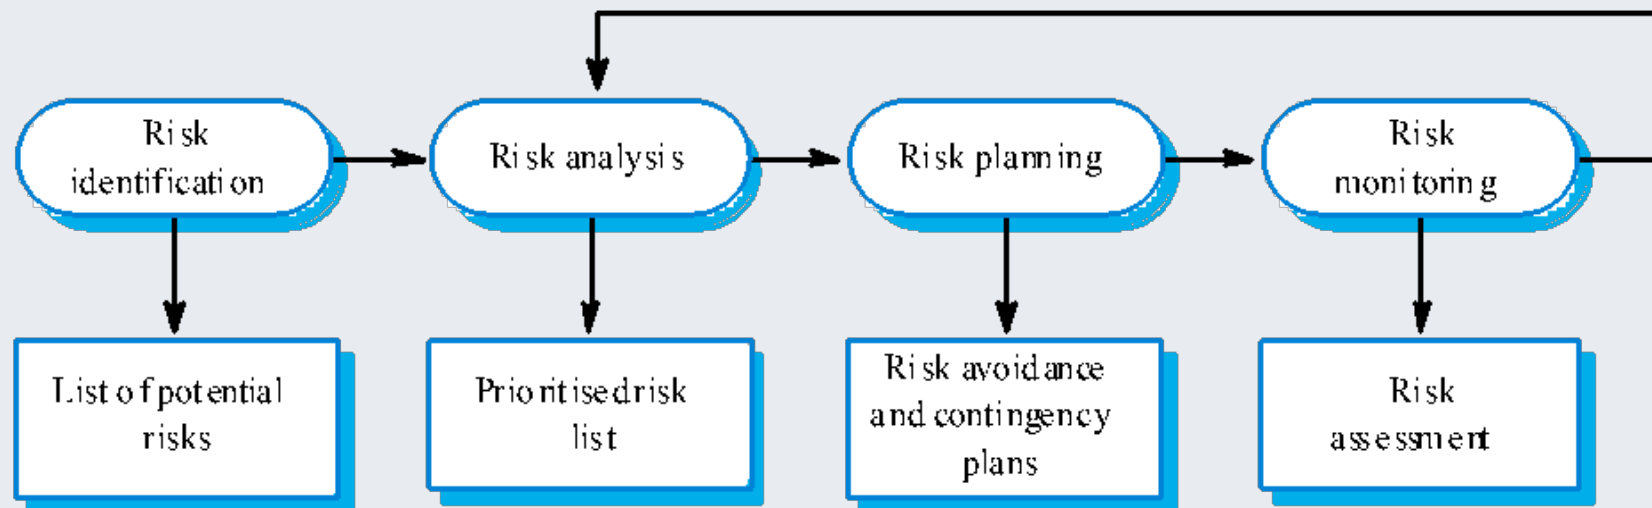 Risk
identification
Risk analysis
Risk planning
Risk
monitoring
List of potential
risks
Prioritised risk
list
Risk avoidance
and contingency
plans
Risk
assessment